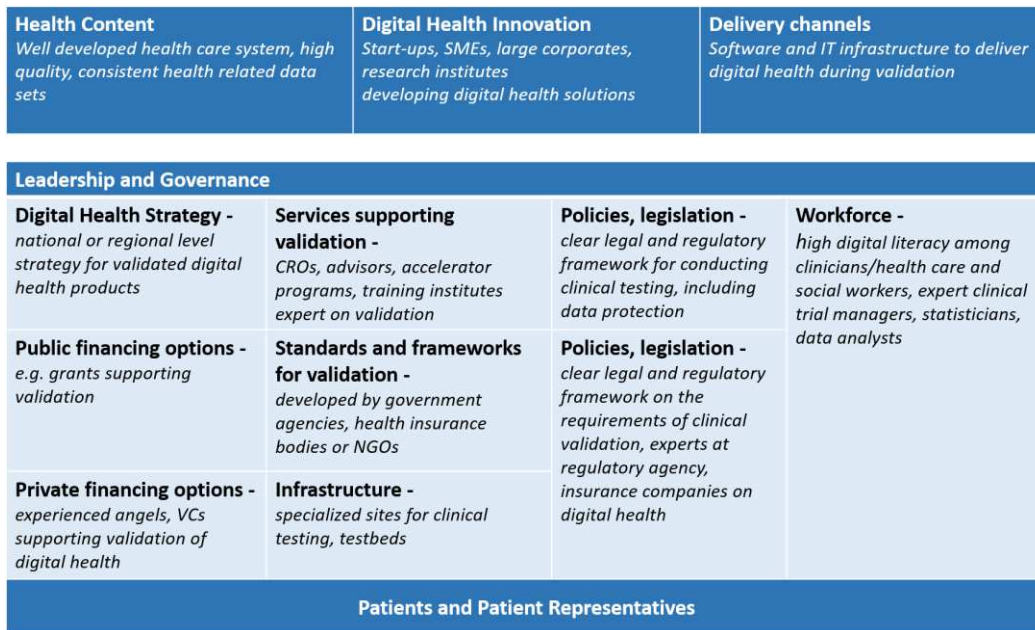 Health Content
Well developed health care system, high
quality, consistent health related data
sets
Digital Health Innovation
Start-ups, SMEs, large corporates,
research institutes
developing digital health solutions
Delivery channels
Software and IT infrastructure to deliver
digital health during validation
Leadership and Governance
Digital Health Strategy -
national or regional level
strategy for validated digital
health products
Services supporting
validation -
CROs, advisors, accelerator
programs, training institutes
expert on validation
Policies, legislation -
clear legal and regulatory
framework for conducting
clinical testing, including
data protection
Workforce -
high digital literacy among
clinicians/health care and
social workers, expert clinical
trial managers, statisticians,
data analysts
Public financing options -
e.g. grants supporting
validation
Standards and frameworks
for validation -
developed by government
agencies, health insurance
bodies or NGOs
Policies, legislation -
clear legal and regulatory
framework on the
requirements of clinical
validation, experts at
regulatory agency,
insurance companies on
digital health
Private financing options -
experienced angels, VCs
supporting validation of
digital health
Infrastructure -
specialized sites for clinical
testing, testbeds
Patients and Patient Representatives